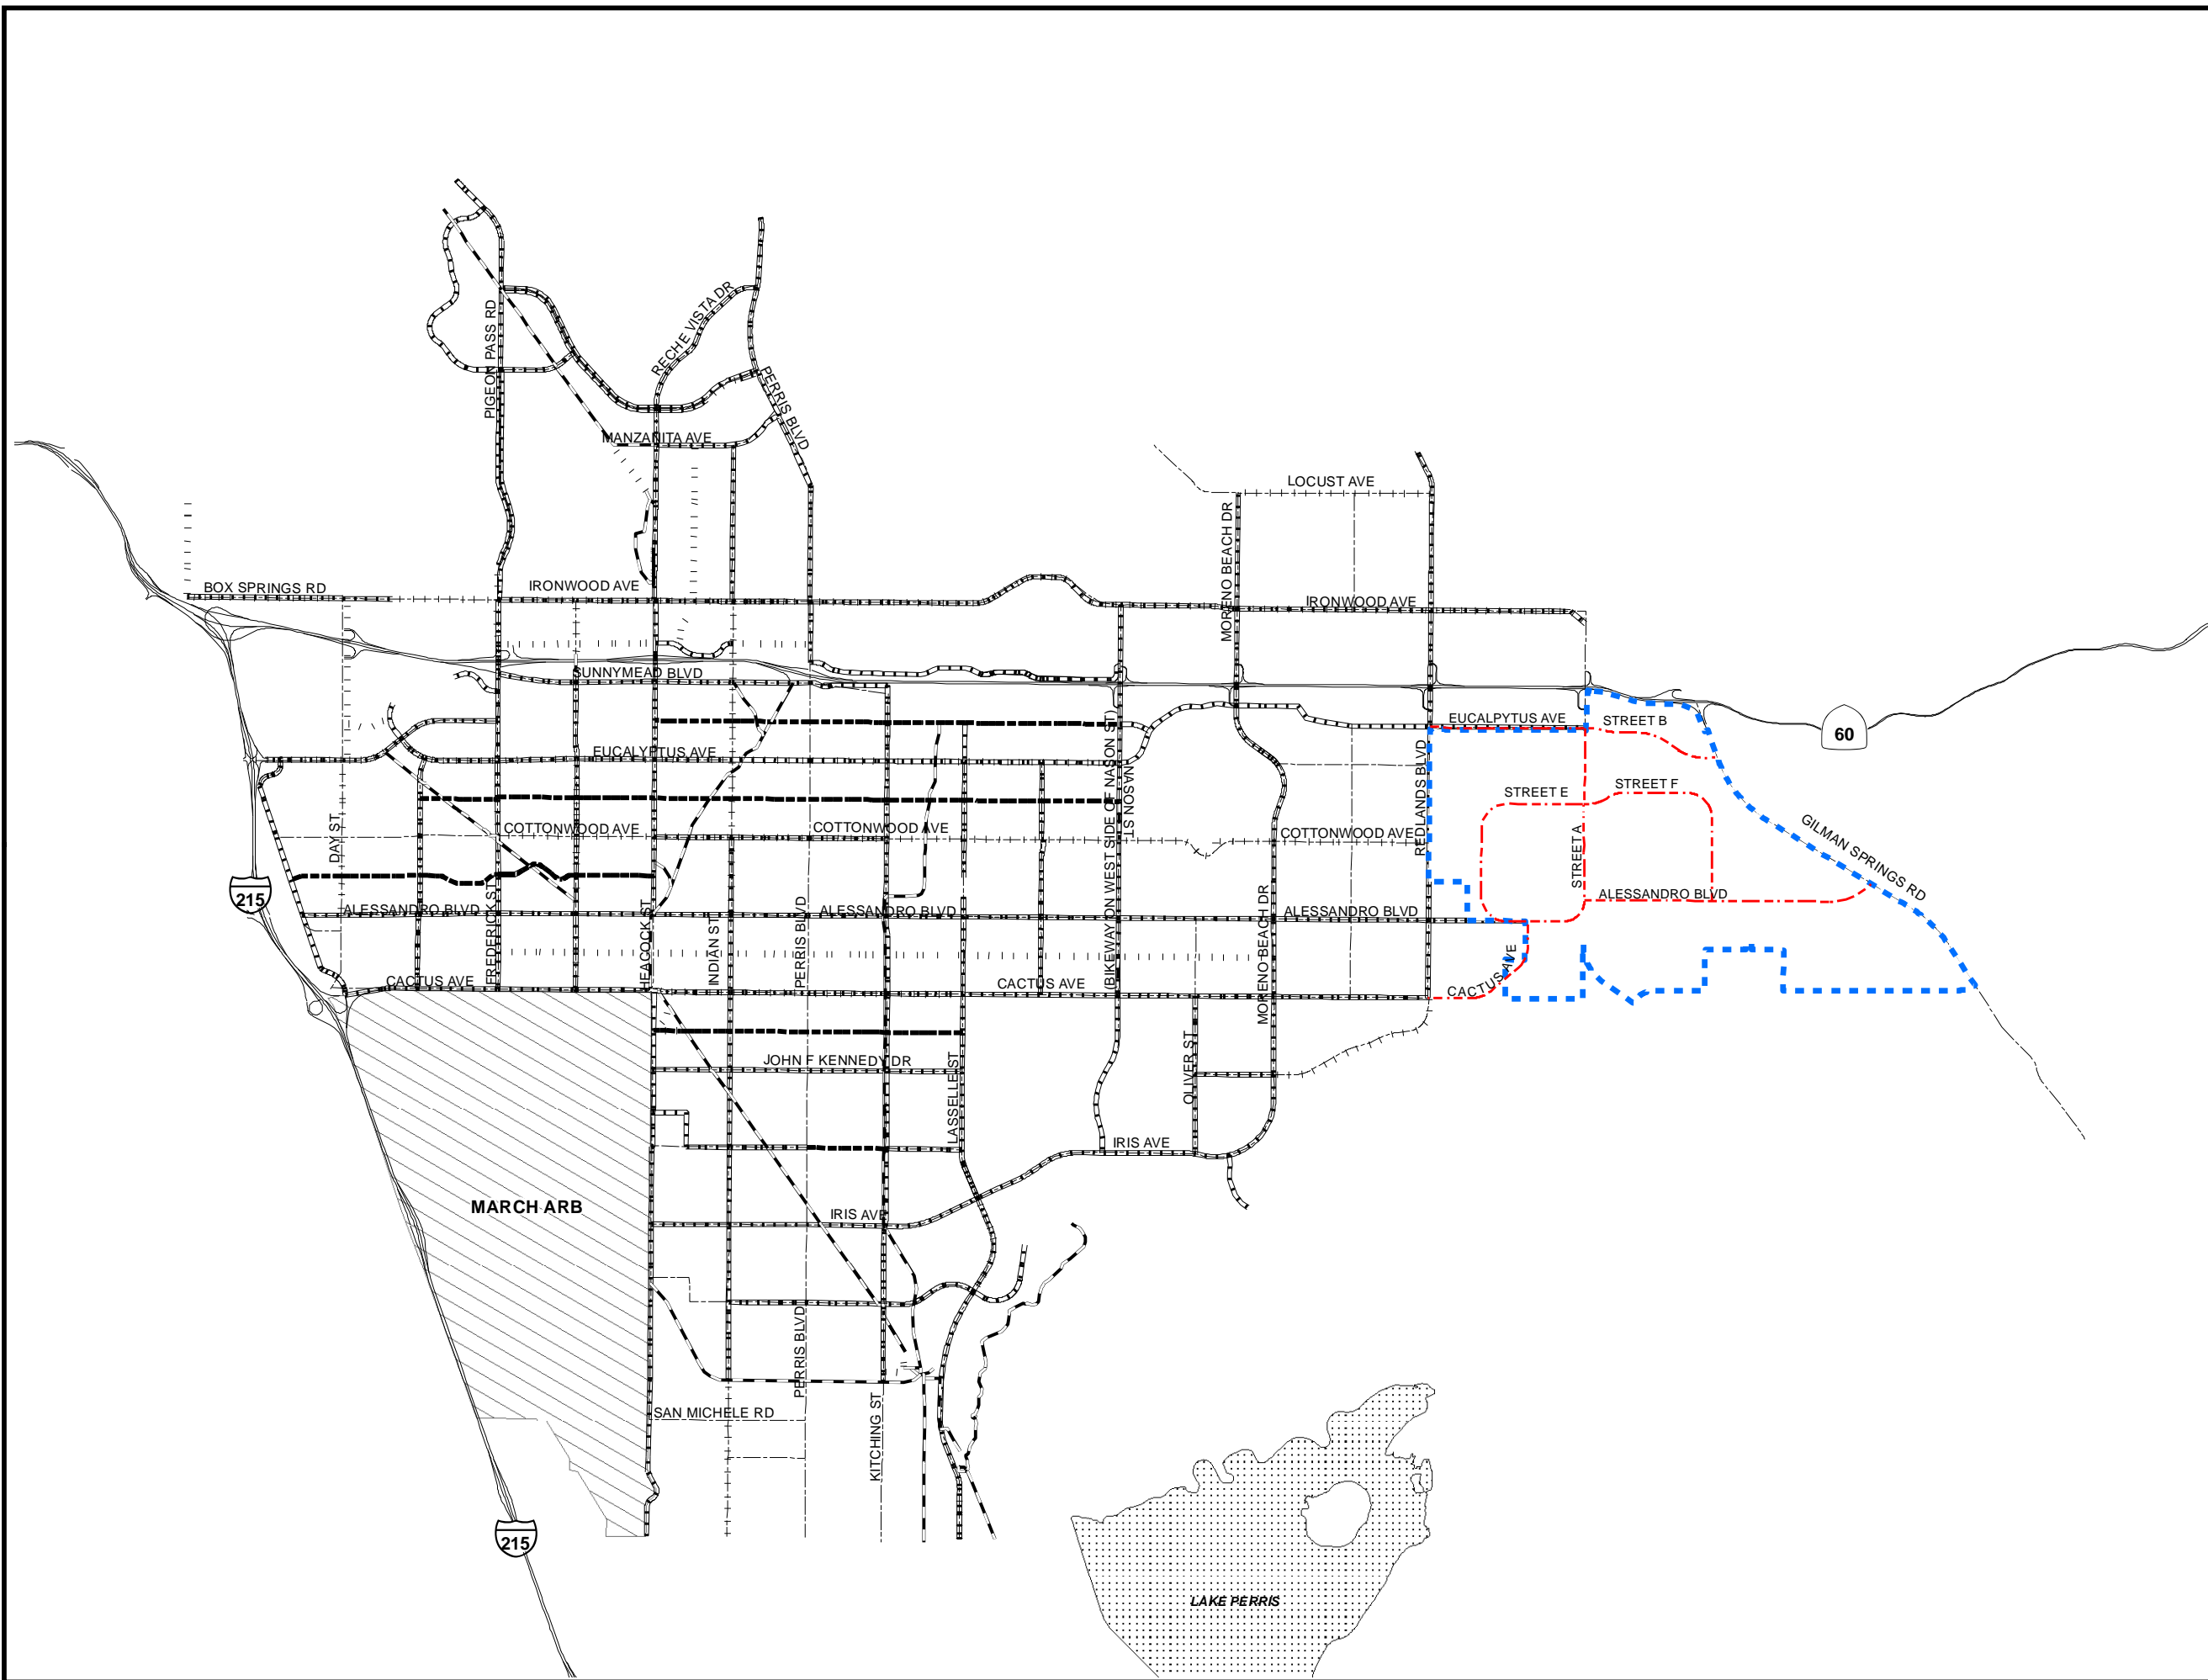 RECHE VISTA DR
PIGEON PASS RD
PERRIS BLVD
MANZANITA AVE
LOCUST AVE
MORENO BEACH DR
BOX SPRINGS RD
IRONWOOD AVE
IRONWOOD AVE
SUNNYMEAD BLVD
EUCALPYTUS AVE
STREET B
60
EUCALYPTUS AVE
(BIKEWAY ON WEST SIDE OF NASON ST)
NASON ST
REDLANDS BLVD
STREET E
STREET F
STREET A
GILMAN SPRINGS RD
DAY ST
COTTONWOOD AVE
COTTONWOOD AVE
COTTONWOOD AVE
215
ALESSANDRO BLVD
ALESSANDRO BLVD
ALESSANDRO BLVD
ALESSANDRO BLVD
FREDERICK ST
HEACOCK ST
INDIAN ST
PERRIS BLVD
MORENO BEACH DR
CACTUS AVE
CACTUS AVE
CACTUS AVE
JOHN F KENNEDY DR
LASSELLE ST
OLIVER ST
IRIS AVE
MARCH ARB
IRIS AVE
PERRIS BLVD
SAN MICHELE RD
KITCHING ST
215
LAKE PERRIS